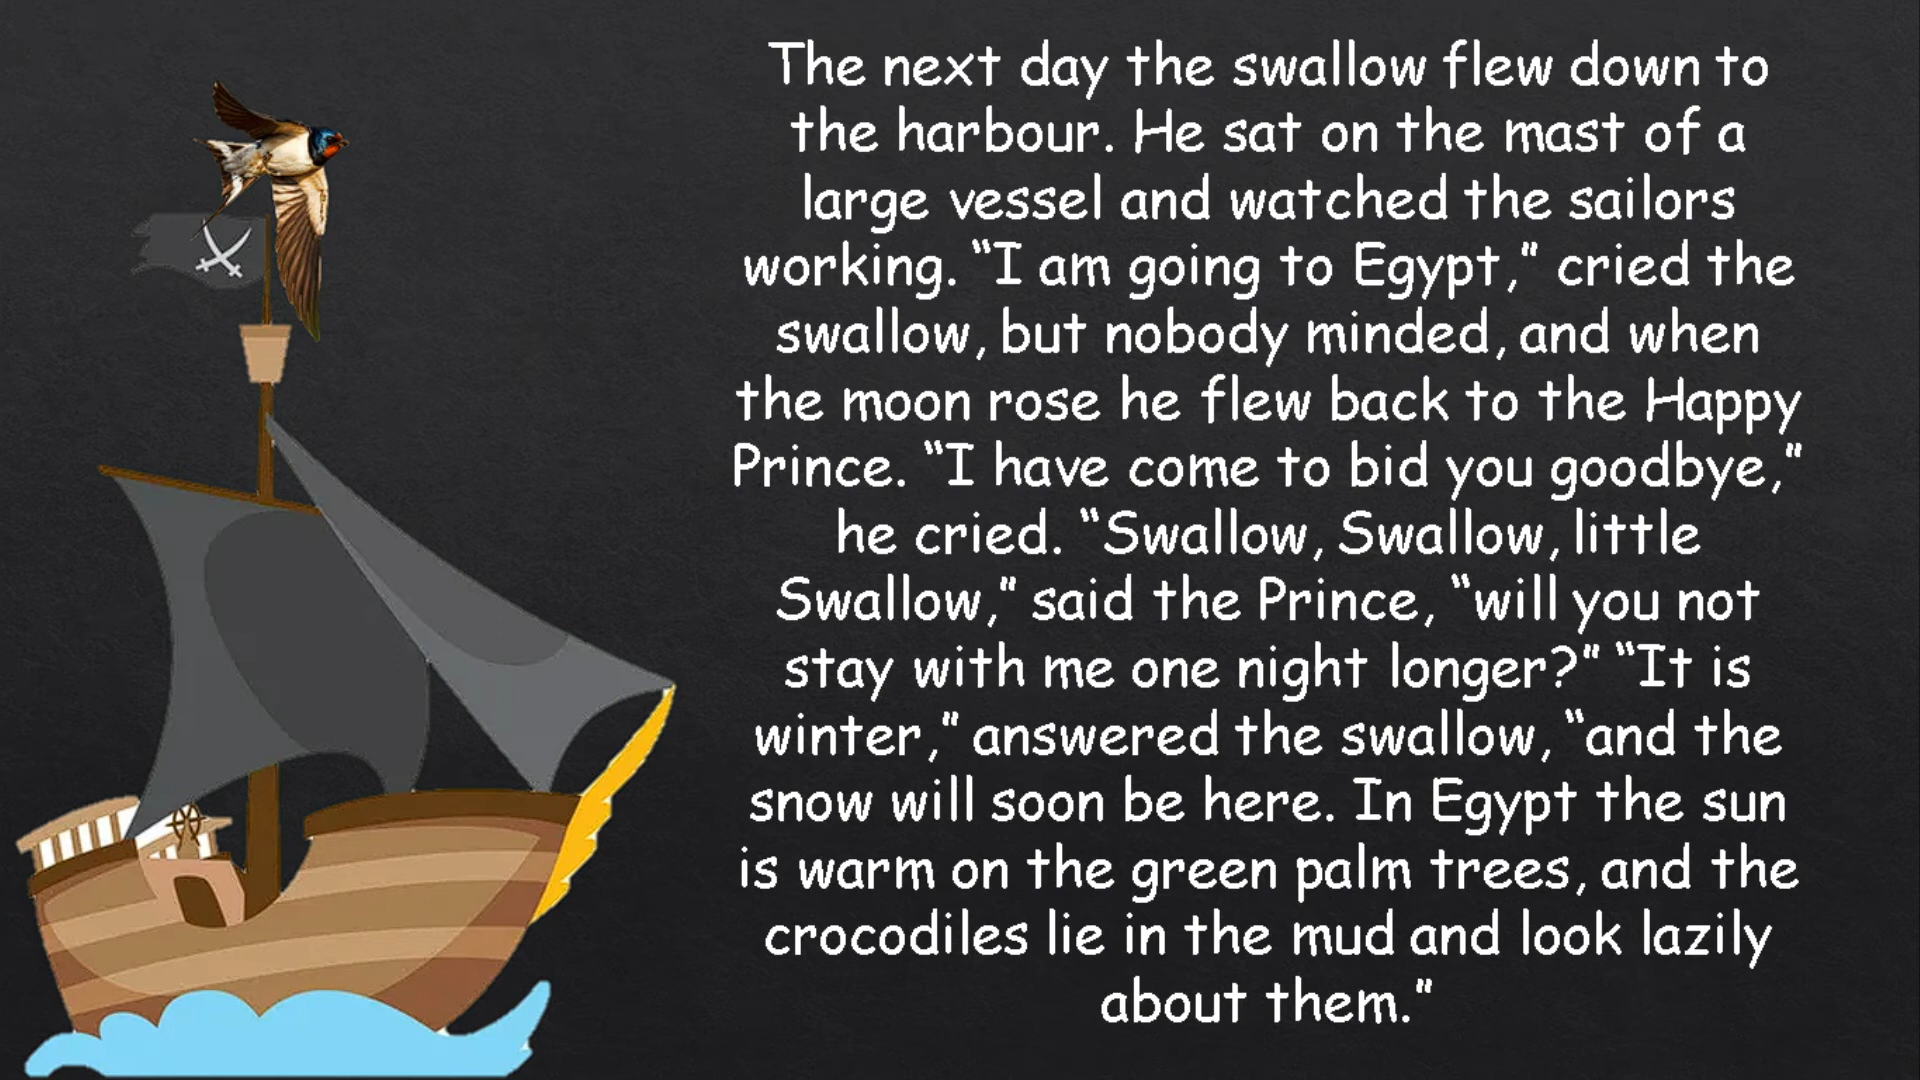 The next day the swallow flew down to
the harbour. He sat on the mast of a
large vessel and watched the sailors
working. “I am going to Egypt,” cried the
swallow, but nobody minded, and when
the moon rose he flew back to the Happy
Prince. “I have come to bid you goodbye,”
he cried. “Swallow, Swallow, little
Swallow,” said the Prince, “will you not
stay with me one night longer?” “It is
winter,” answered the swallow, “and the
snow will soon be here. In Egypt the sun
is warm on the green palm trees, and the
crocodiles lie in the mud and look lazily
about them.”